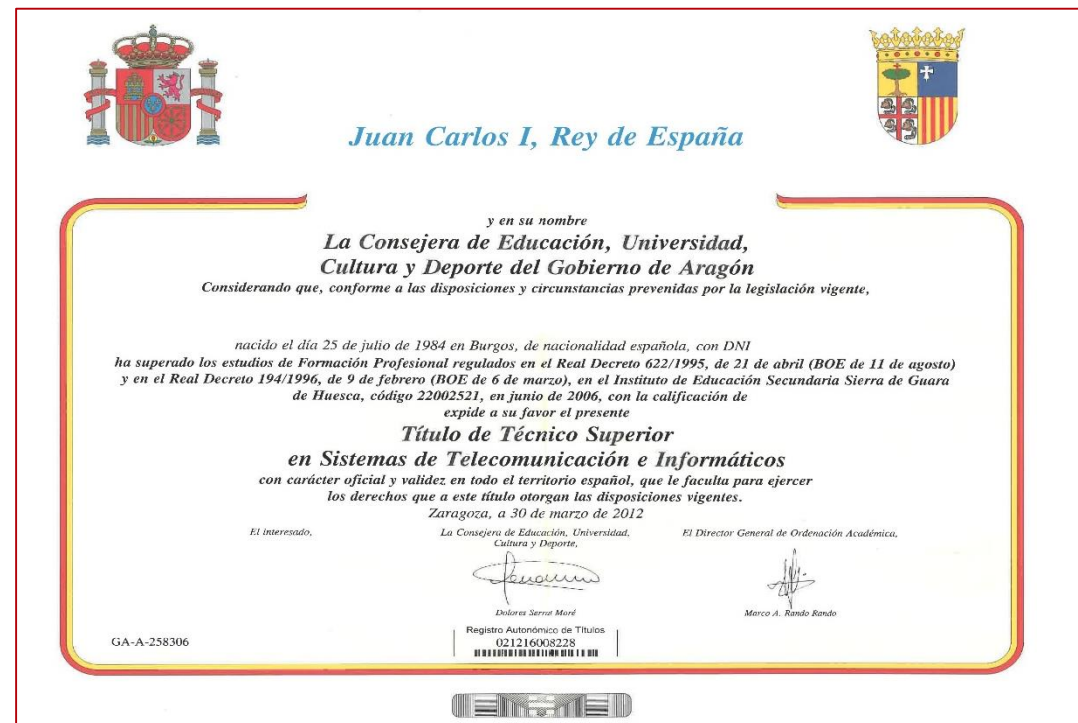 Juan Carlos I, Rey de España
y en su nombre
La Consejera de Educación, Universidad,
Cultura y Deporte del Gobierno de Aragón
Considerando que, conforme a las disposiciones y circunstancias prevenidas por la legislación vigente,
nacido el día 25 de julio de 1984 en Burgos, de nacionalidad española, con DNI
ha superado los estudios de Formación Profesional regulados en el Real Decreto 622/1995, de 21 de abril (BOE de 11 de agosto)
y en el Real Decreto 194/1996, de 9 de febrero (BOE de 6 de marzo), en el Instituto de Educación Secundaria Sierra de Guara
de Huesca, código 22002521, en junio de 2006, con la calificación de
expide a su favor el presente
Título de Técnico Superior
en Sistemas de Telecomunicación e Informáticos
con carácter oficial y validez en todo el territorio español, que le faculta para ejercer
los derechos que a este título otorgan las disposiciones vigentes.
Zaragoza, a 30 de marzo de 2012
El interesado,
La Consejera de Educación, Universidad,
Cultura y Deporte,
El Director General de Ordenación Académica,
Dolores Serrat Moré
Marco A. Rando Rando
GA-A-258306
Registro Autonómico de Títulos
021216008228